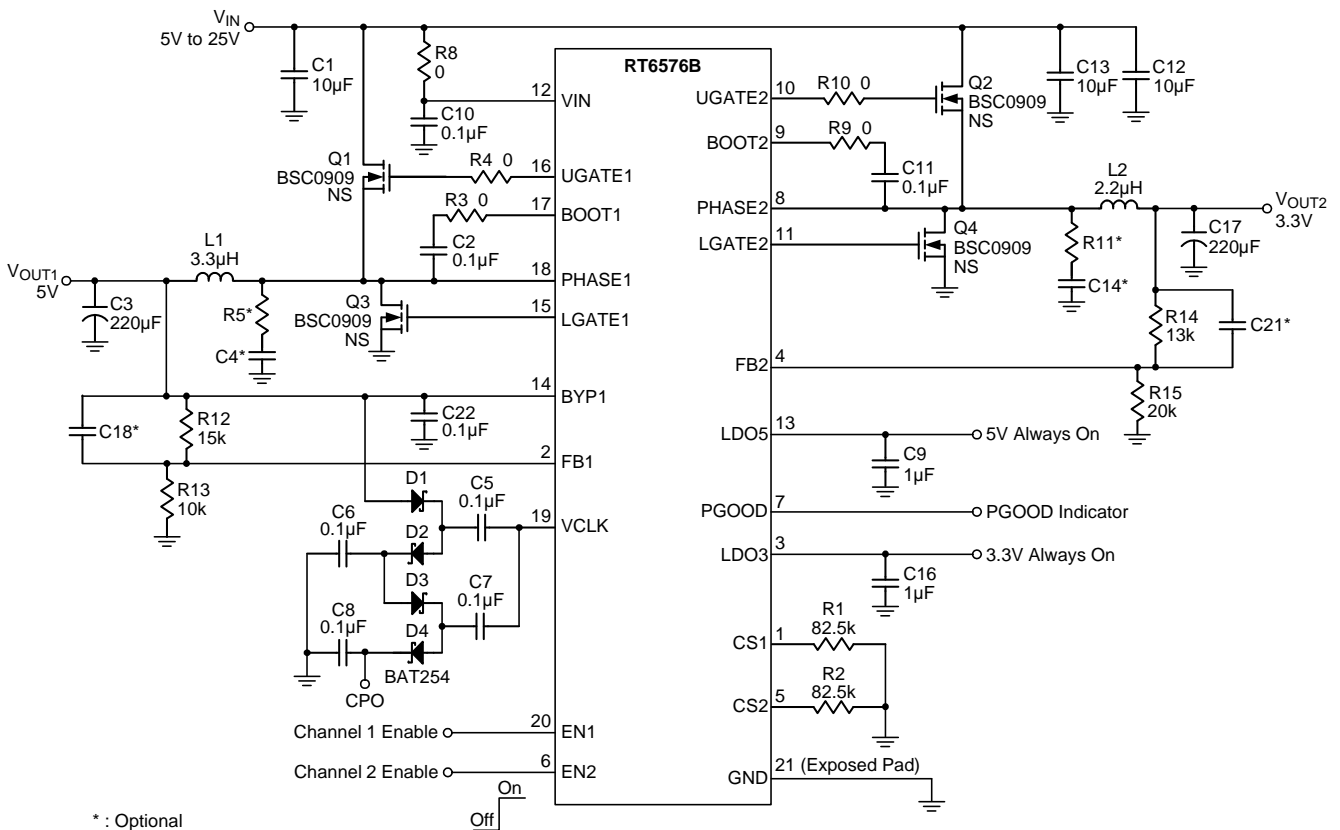 VIN
5V to 25V
C1
10µF
R8
0
C10
0.1µF
12
VIN
RT6576B
Q1
BSC0909
NS
R4 0
16
UGATE1
R3 0
17
BOOT1
C2
0.1µF
L1
3.3µH
18
PHASE1
VOUT1
5V
C3
220µF
R5*
C4*
Q3
BSC0909
NS
15
LGATE1
14
BYP1
C22
0.1µF
C18*
R12
15k
2
FB1
R13
10k
D1
C5
0.1µF
19
VCLK
C6
0.1µF
D2
D3
C7
0.1µF
C8
0.1µF
D4
BAT254
CPO
Channel 1 Enable
20
EN1
Channel 2 Enable
6
EN2
On
Off
* : Optional
UGATE2
10
R10 0
Q2
BSC0909
NS
C13
10µF
C12
10µF
BOOT2
9
R9 0
C11
0.1µF
PHASE2
8
L2
2.2µH
VOUT2
3.3V
LGATE2
11
Q4
BSC0909
NS
R11*
C14*
C17
220µF
R14
13k
C21*
FB2
4
R15
20k
LDO5
13
5V Always On
C9
1µF
PGOOD
7
PGOOD Indicator
LDO3
3
3.3V Always On
C16
1µF
CS1
1
R1
82.5k
CS2
5
R2
82.5k
GND
21 (Exposed Pad)